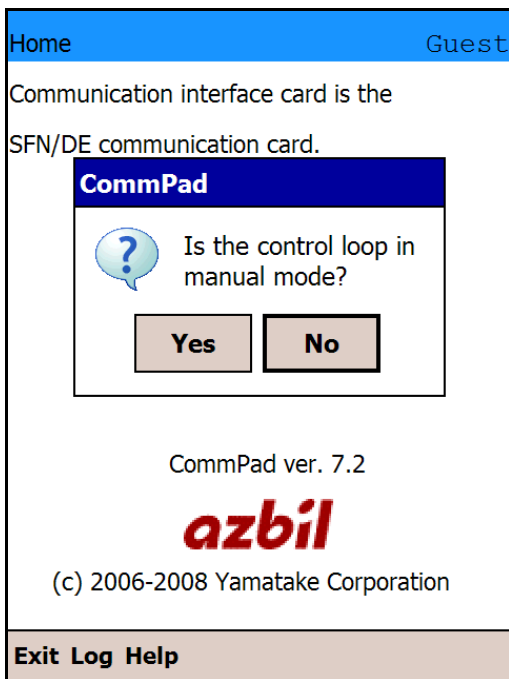 Home Guest
Communication interface card is the
SFN/DE communication card.
CommPad
?
Is the control loop in
manual mode?
Yes No
CommPad ver. 7.2
azbil
(c) 2006-2008 Yamatake Corporation
Exit Log Help